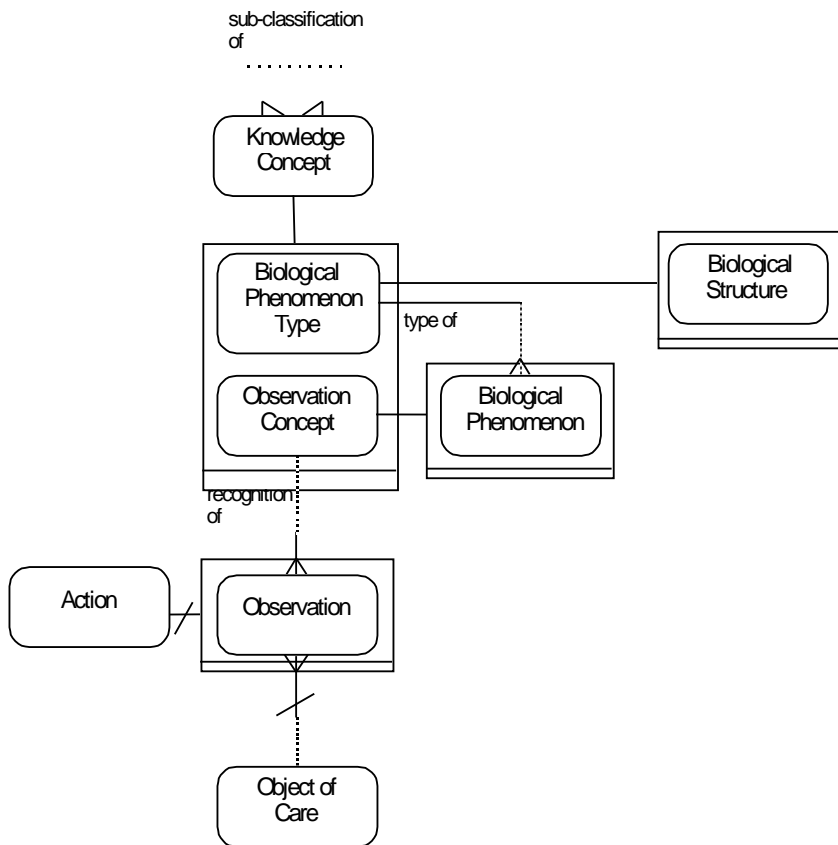 sub-classification
of
Knowledge
Concept
Biological
Phenomenon
Type
Biological
Structure
type of
Observation
Concept
Biological
Phenomenon
recognition
of
Action
Observation
Object of
Care